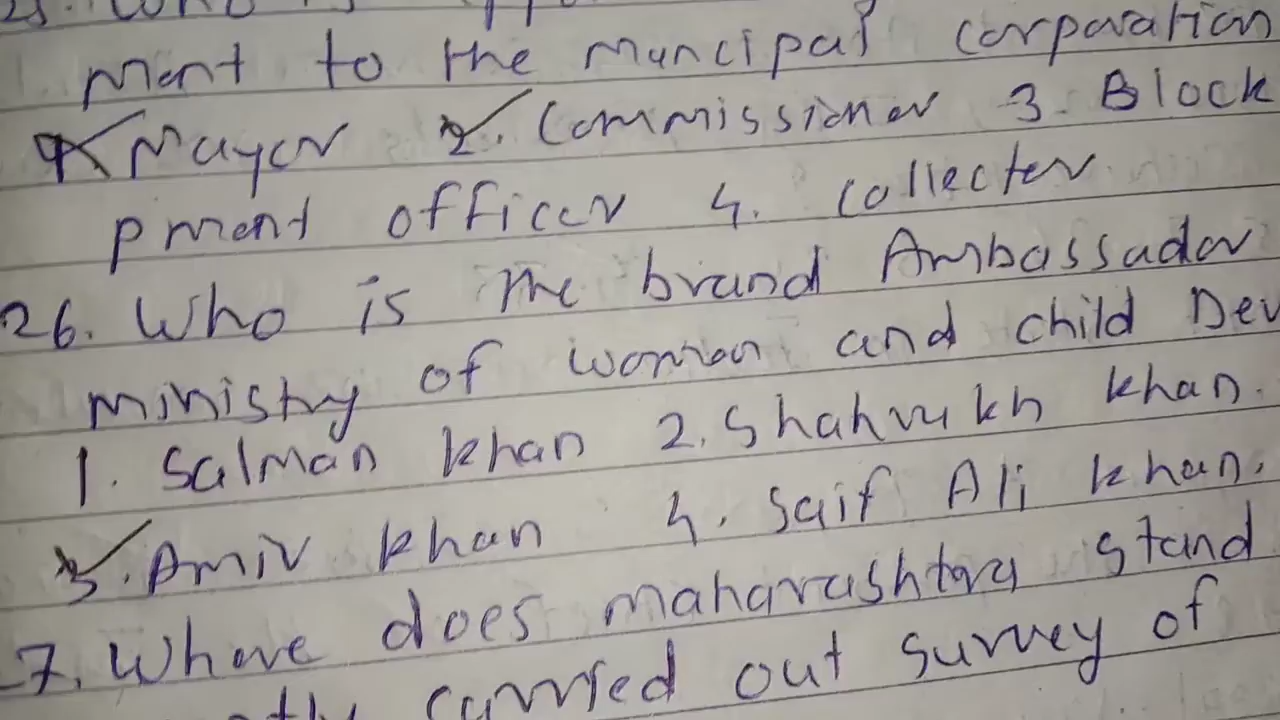 ment to the muncipal corporation
1. Mayor 2. Commissioner 3. Block
pment officer 4. collecter
26. Who is the brand Ambassador
ministry of woman and child Dev
1. Salman khan 2. Shahrukh khan.
3. Amir khan 4. Saif Ali khan.
7. Where does maharashtra stand
carried out survey of